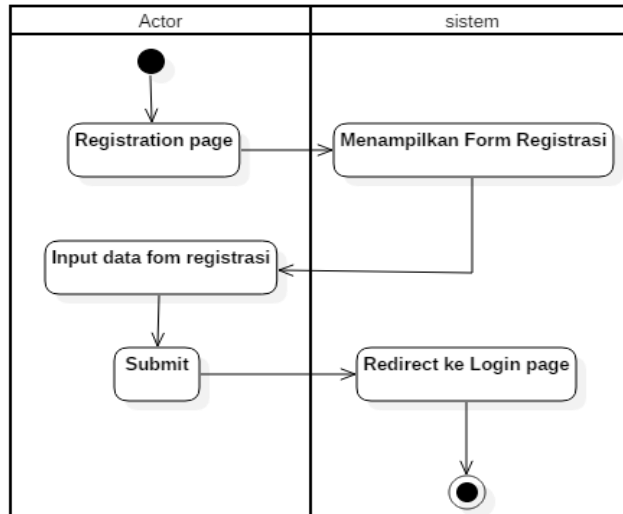 Actor
sistem
Registration page
Menampilkan Form Registrasi
Input data fom registrasi
Submit
Redirect ke Login page